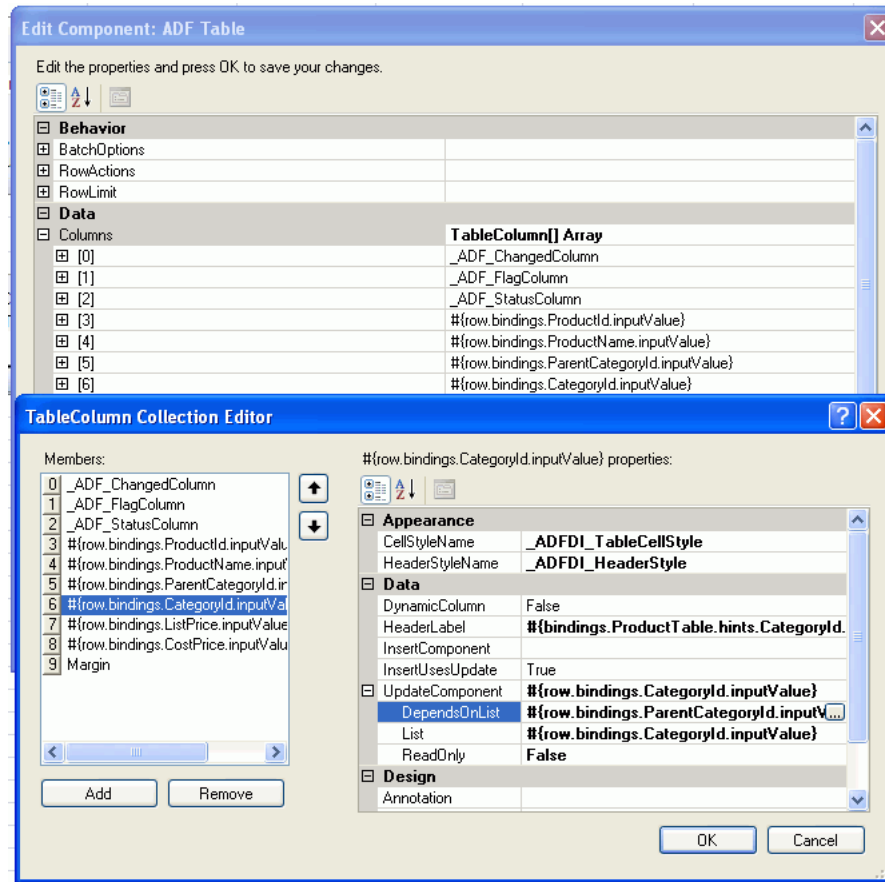 Edit Component: ADF Table
Edit the properties and press OK to save your changes.
Behavior
BatchOptions
RowActions
RowLimit
Data
Columns TableColumn[] Array
[0] _ADF_ChangedColumn
[1] _ADF_FlagColumn
[2] _ADF_StatusColumn
[3] #{row.bindings.ProductId.inputValue}
[4] #{row.bindings.ProductName.inputValue}
[5] #{row.bindings.ParentCategoryId.inputValue}
[6] #{row.bindings.CategoryId.inputValue}
TableColumn Collection Editor
Members: #{row.bindings.CategoryId.inputValue} properties:
0 _ADF_ChangedColumn
1 _ADF_FlagColumn
2 _ADF_StatusColumn
3 #{row.bindings.ProductId.inputValu
4 #{row.bindings.ProductName.input
5 #{row.bindings.ParentCategoryId.in
6 #{row.bindings.CategoryId.inputVal
7 #{row.bindings.ListPrice.inputValue
8 #{row.bindings.CostPrice.inputValu
9 Margin
Add Remove
Appearance
CellStyleName _ADFDI_TableCellStyle
HeaderStyleName _ADFDI_HeaderStyle
Data
DynamicColumn False
HeaderLabel #{bindings.ProductTable.hints.CategoryId.
InsertComponent
InsertUsesUpdate True
UpdateComponent #{row.bindings.CategoryId.inputValue}
DependsOnList #{row.bindings.ParentCategoryId.inputV...
List #{row.bindings.CategoryId.inputValue}
ReadOnly False
Design
Annotation
OK Cancel